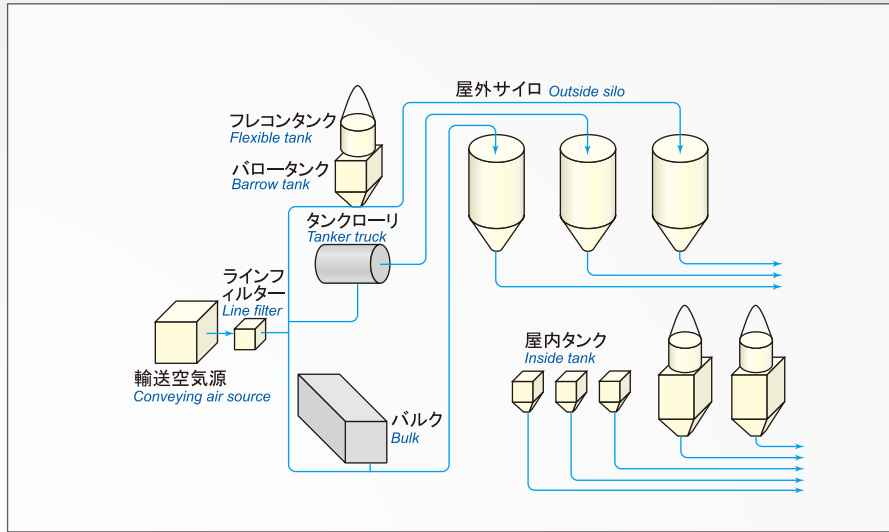 屋外サイロ Outside silo
フレコンタンク
Flexible tank
バロータンク
Barrow tank
タンクローリ
Tanker truck
ラインフ
ィルター
Line filter
輸送空気源
Conveying air source
屋内タンク
Inside tank
バルク
Bulk